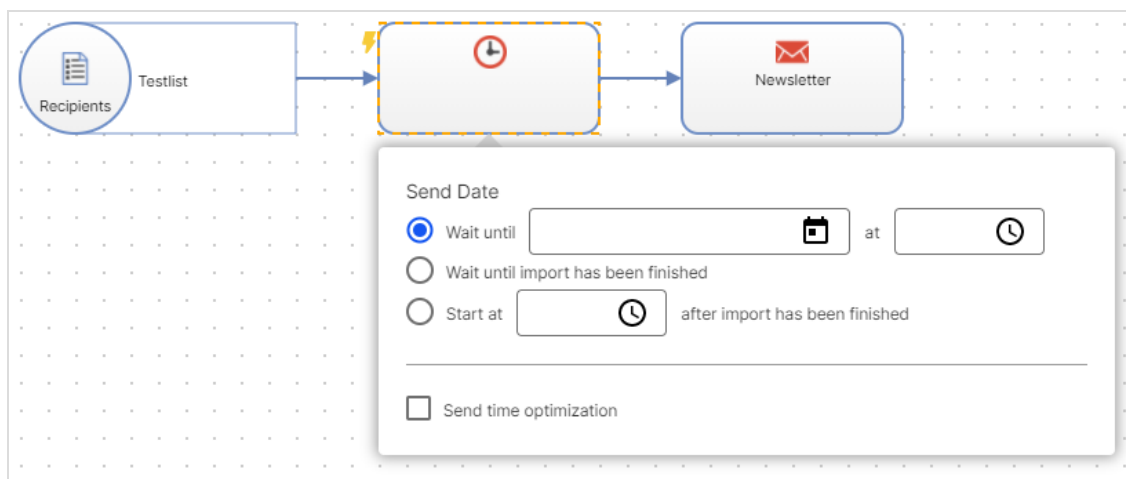 Recipients
Testlist
Newsletter
Send Date
Wait until at
Wait until import has been finished
Start at after import has been finished
Send time optimization